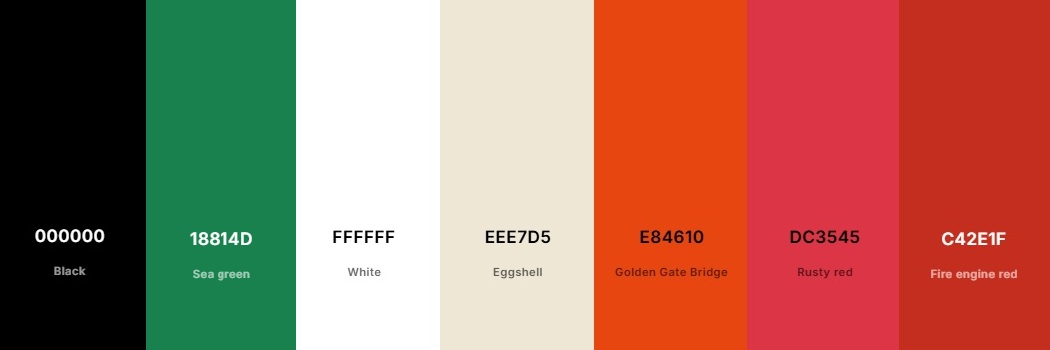 000000
Black
18814D
Sea green
FFFFFF
White
EEE7D5
Eggshell
E84610
Golden Gate Bridge
DC3545
Rusty red
C42E1F
Fire engine red